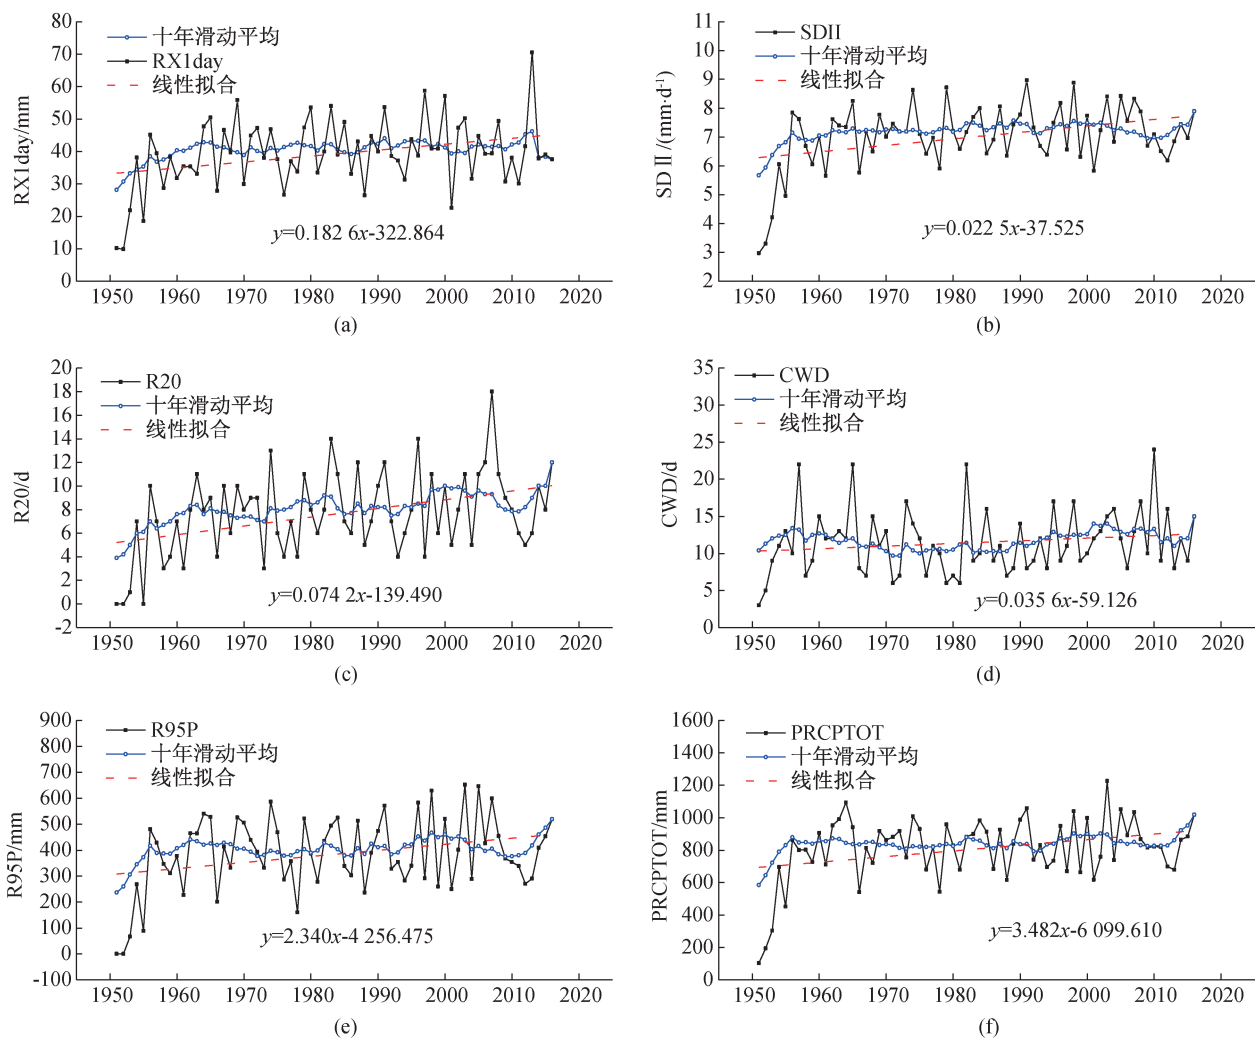 80
70
60
50
40
30
20
10
0
RX1day/mm
十年滑动平均
RX1day
线性拟合
y=0.182 6x-322.864
1950 1960 1970 1980 1990 2000 2010 2020
(a)
11
10
9
8
7
6
5
4
3
2
SDⅡ/(mm·d-1)
SDII
十年滑动平均
线性拟合
y=0.022 5x-37.525
1950 1960 1970 1980 1990 2000 2010 2020
(b)
20
18
16
14
12
10
8
6
4
2
0
-2
R20/d
R20
十年滑动平均
线性拟合
y=0.074 2x-139.490
1950 1960 1970 1980 1990 2000 2010 2020
(c)
35
30
25
20
15
10
5
0
CWD/d
CWD
十年滑动平均
线性拟合
y=0.035 6x-59.126
1950 1960 1970 1980 1990 2000 2010 2020
(d)
900
800
700
600
500
400
300
200
100
0
-100
R95P/mm
R95P
十年滑动平均
线性拟合
y=2.340x-4 256.475
1950 1960 1970 1980 1990 2000 2010 2020
(e)
1600
1400
1200
1000
800
600
400
200
0
PRCPTOT/mm
PRCPTOT
十年滑动平均
线性拟合
y=3.482x-6 099.610
1950 1960 1970 1980 1990 2000 2010 2020
(f)